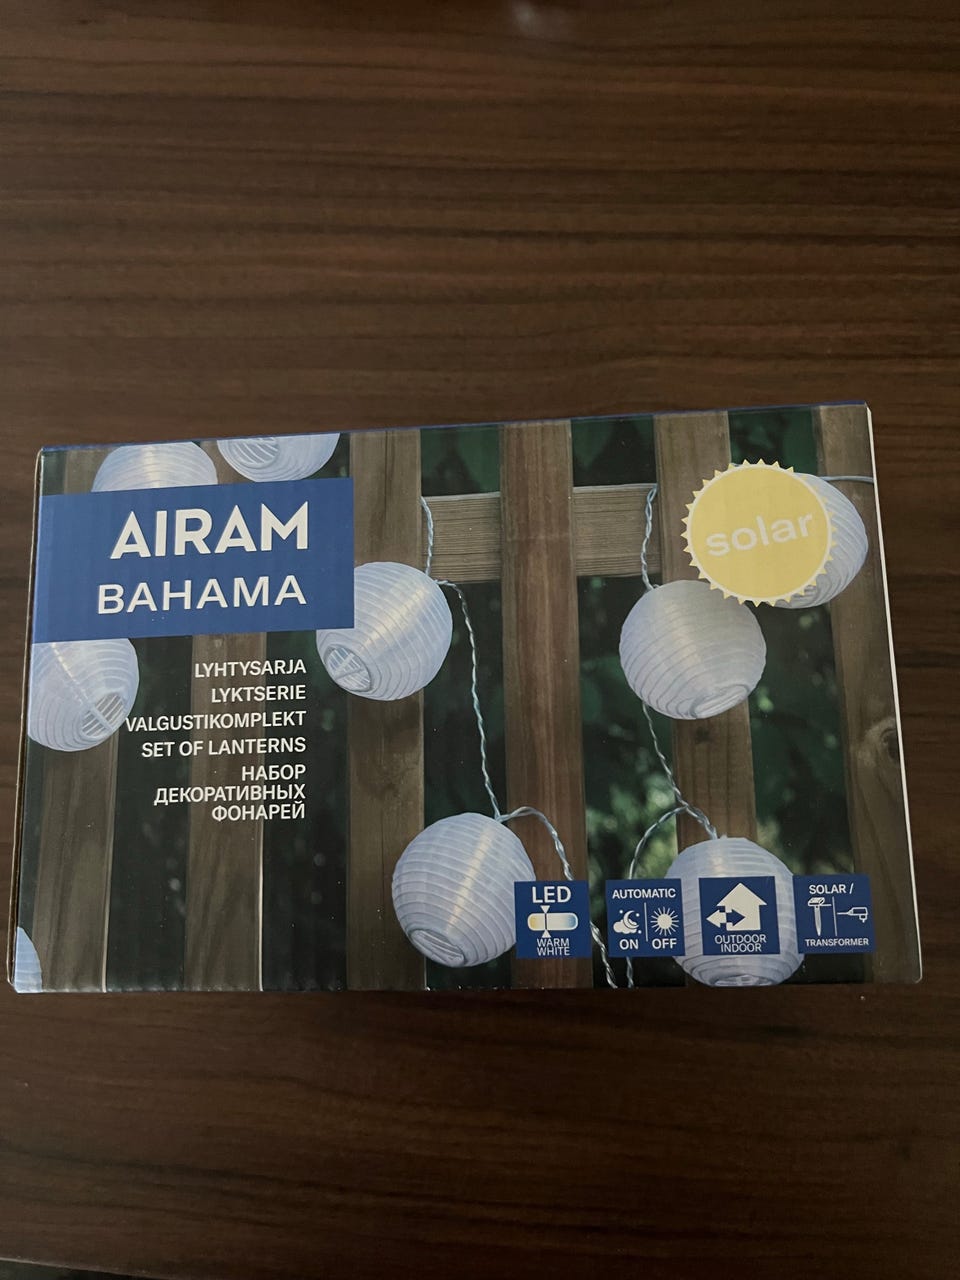 AIRAM
BAHAMA
solar
LYHTYSARJA
LYKTSERIE
VALGUSTIKOMPLEKT
SET OF LANTERNS
НАБОР
ДЕКОРАТИВНЫХ
ФОНАРЕЙ
LED
WARM
WHITE
AUTOMATIC
ON OFF
OUTDOOR
INDOOR
SOLAR /
TRANSFORMER